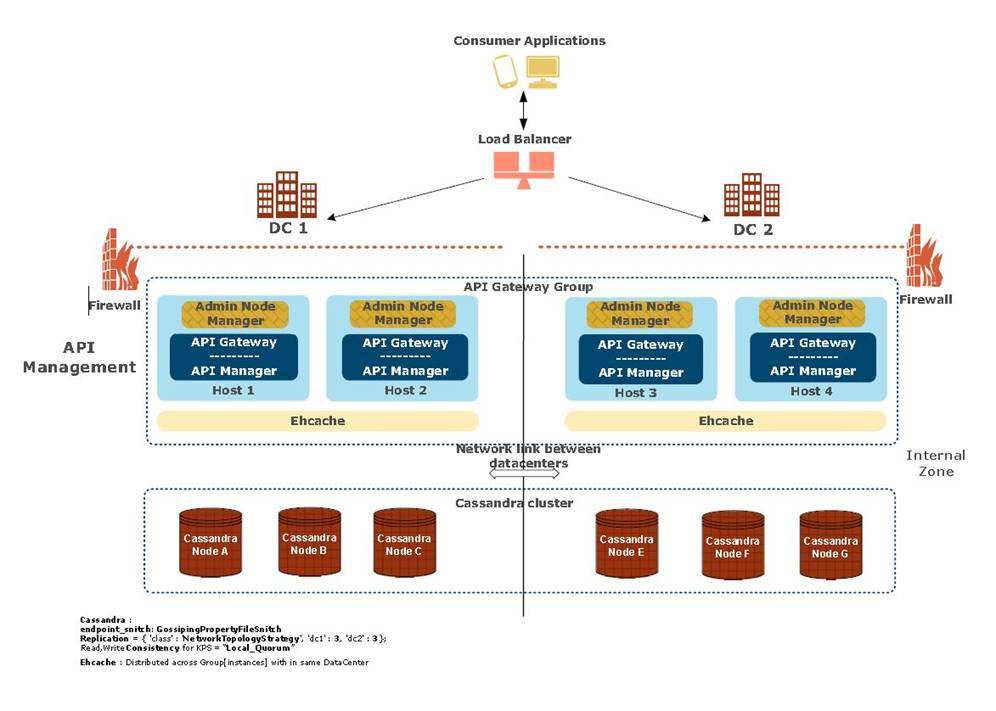 Consumer Applications
Load Balancer
DC 1
DC 2
Firewall
Firewall
API Gateway Group
API
Management
Admin Node
Manager
API Gateway
---------
API Manager
Host 1
Admin Node
Manager
API Gateway
---------
API Manager
Host 2
Admin Node
Manager
API Gateway
---------
API Manager
Host 3
Admin Node
Manager
API Gateway
---------
API Manager
Host 4
Ehcache
Ehcache
Network link between
datacenters
Internal
Zone
Cassandra cluster
Cassandra
Node A
Cassandra
Node B
Cassandra
Node C
Cassandra
Node E
Cassandra
Node F
Cassandra
Node G
Cassandra :
endpoint_snitch: GossipingPropertyFileSnitch
Replication = { 'class' : 'NetworkTopologyStrategy', 'dc1' : 3, 'dc2' : 3 };
Read,Write Consistency for KPS = "Local_Quorum"
Ehcache : Distributed across Group[instances] with in same DataCenter